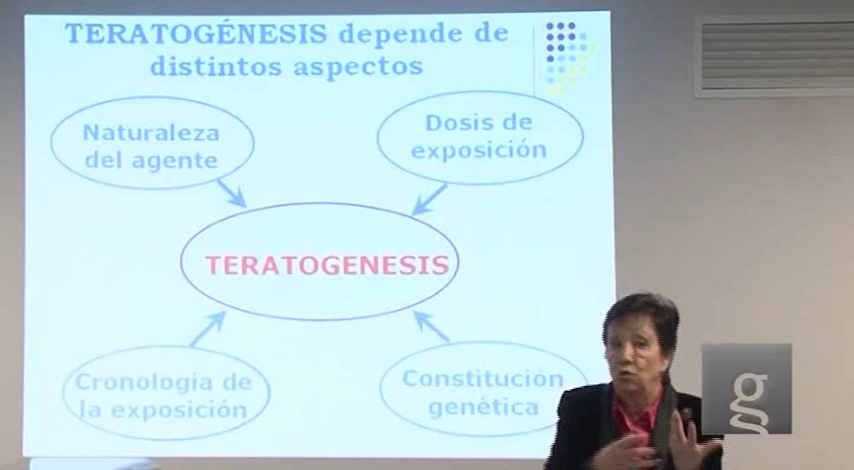 TERATOGÉNESIS depende de
distintos aspectos
Naturaleza
del agente
Dosis de
exposición
TERATOGENESIS
Cronología de
la exposición
Constitución
genética
g